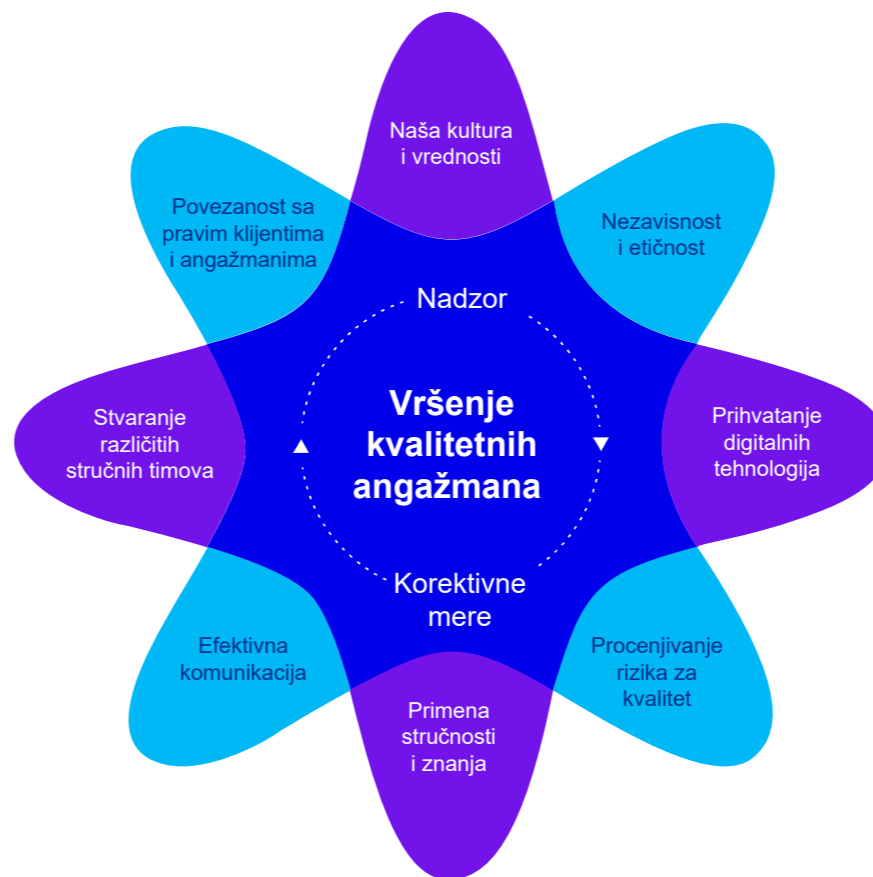 Naša kultura
i vrednosti
Povezanost sa
pravim klijentima
i angažmanima
Nezavisnost
i etičnost
Nadzor
Stvaranje
različitih
stručnih timova
Vršenje
kvalitetnih
angažmana
Prihvatanje
digitalnih
tehnologija
Korektivne
mere
Efektivna
komunikacija
Procenjivanje
rizika za
kvalitet
Primena
stručnosti
i znanja